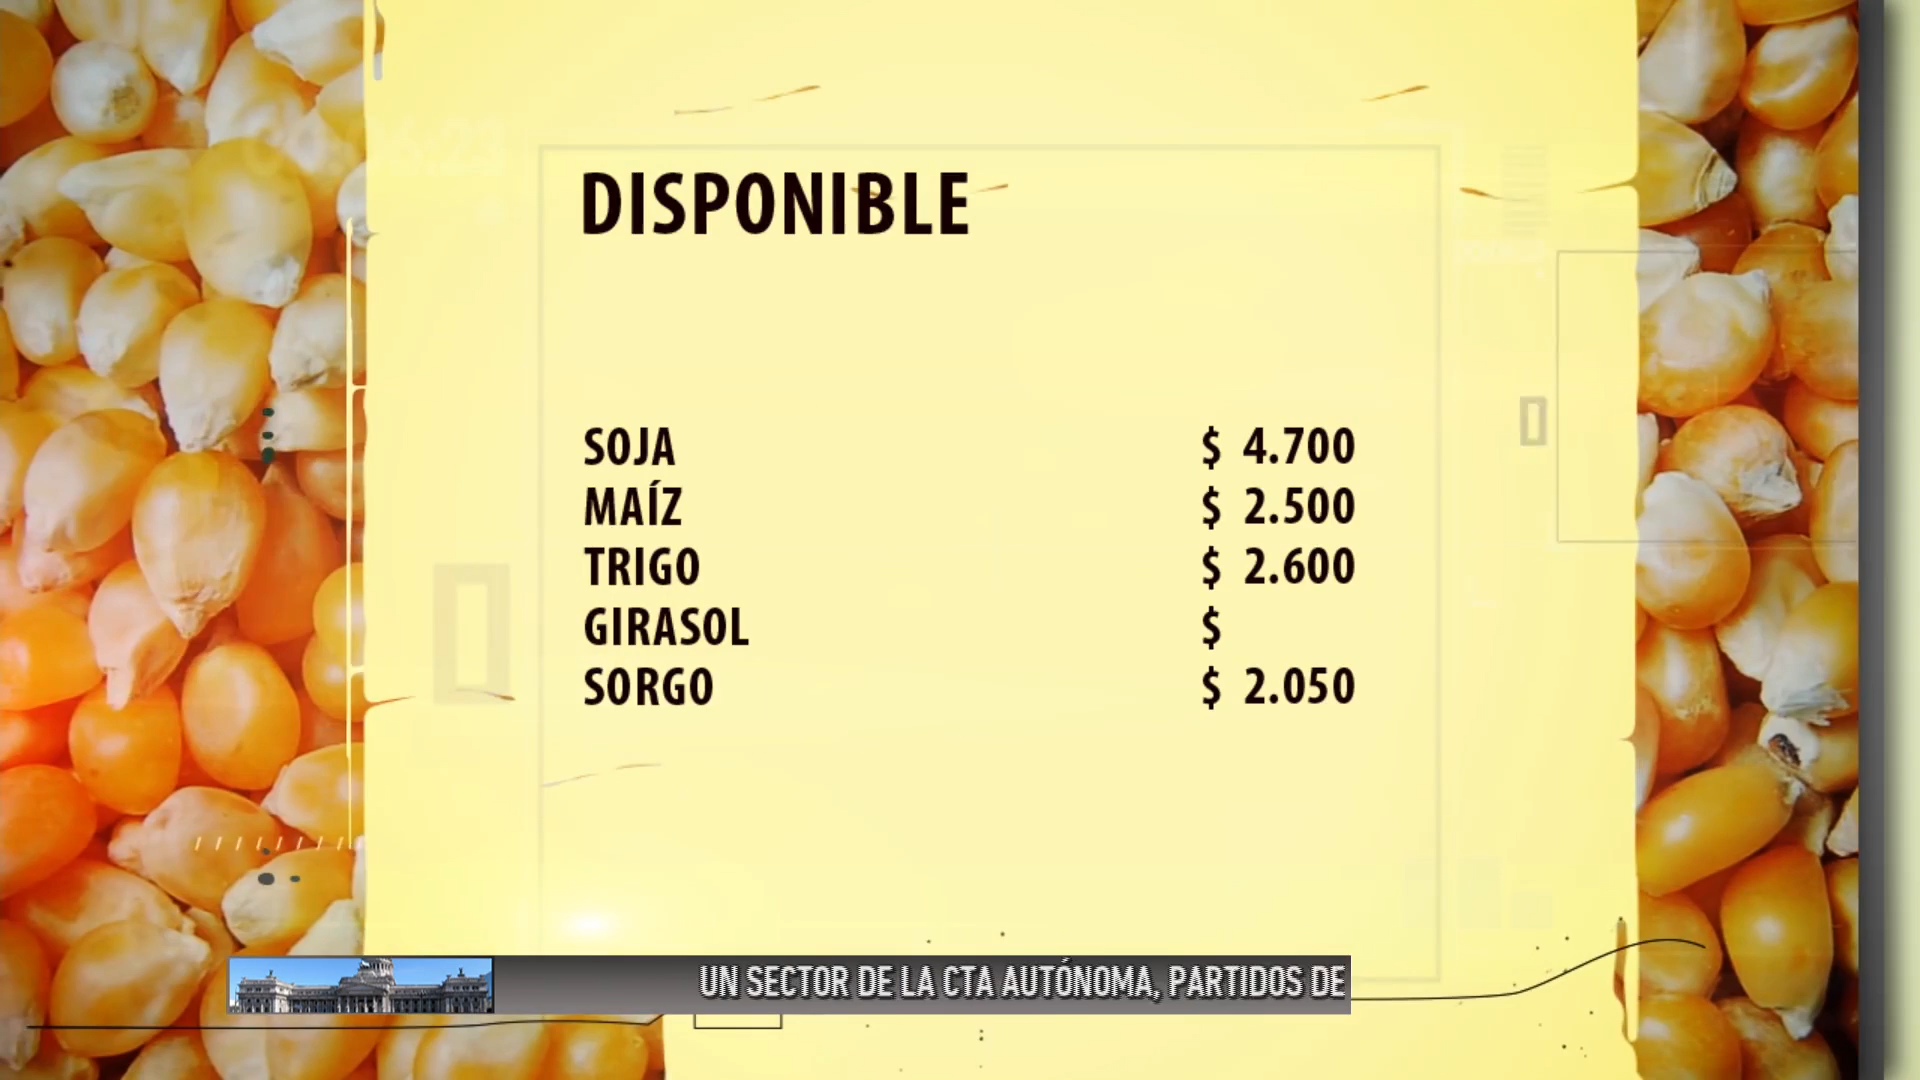 DISPONIBLE
SOJA $ 4.700
MAÍZ $ 2.500
TRIGO $ 2.600
GIRASOL $
SORGO $ 2.050
UN SECTOR DE LA CTA AUTÓNOMA, PARTIDOS DE